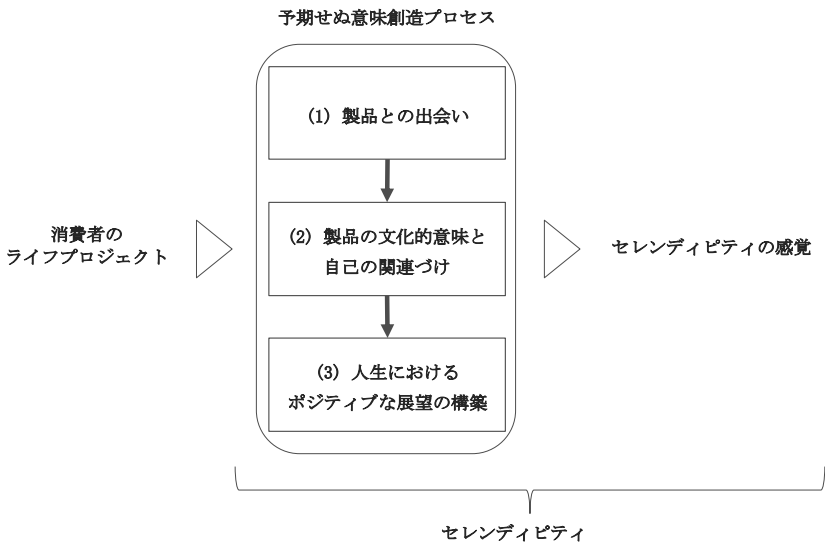 予期せぬ意味創造プロセス
(1) 製品との出会い
消費者の
ライフプロジェクト
(2) 製品の文化的意味と
自己の関連づけ
セレンディピティの感覚
(3) 人生における
ポジティブな展望の構築
セレンディピティ